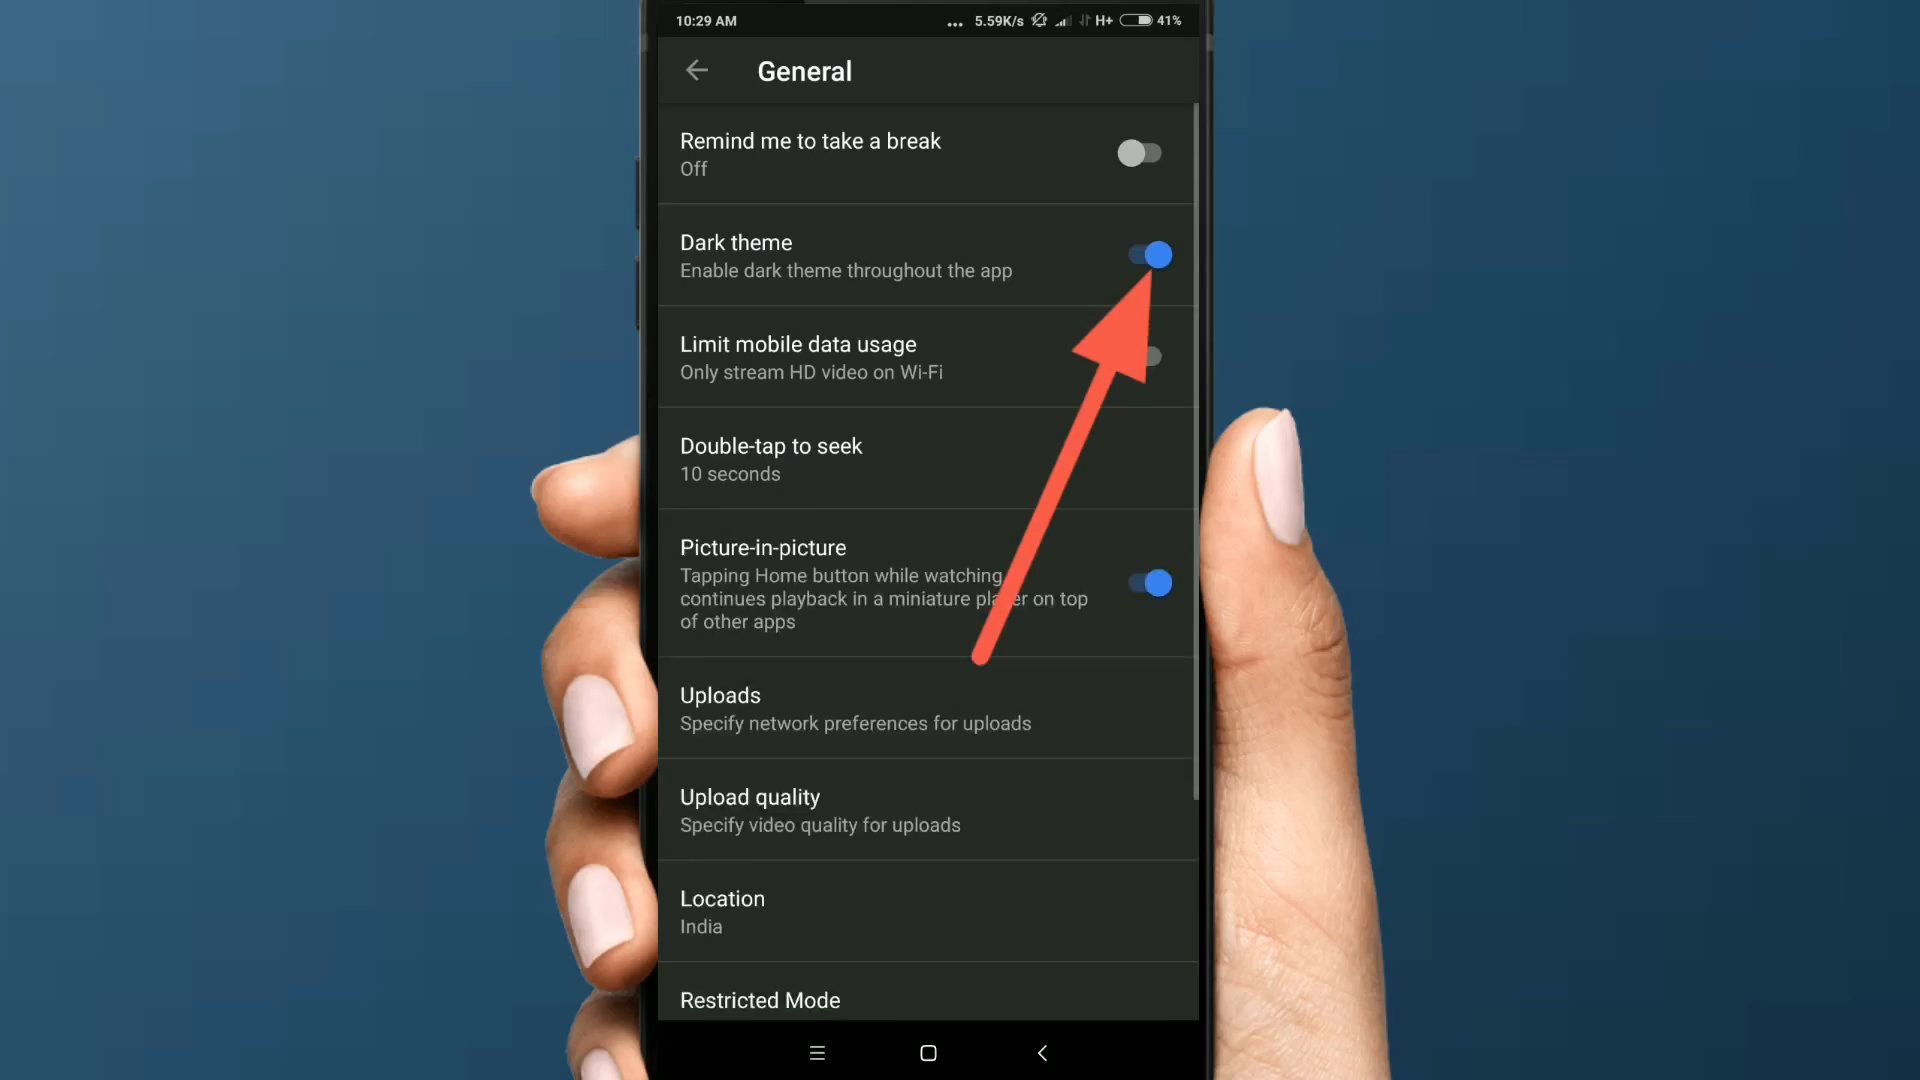 10:29 AM ... 5.59K/s H+ 41%
General
Remind me to take a break
Off
Dark theme
Enable dark theme throughout the app
Limit mobile data usage
Only stream HD video on Wi-Fi
Double-tap to seek
10 seconds
Picture-in-picture
Tapping Home button while watching
continues playback in a miniature player on top
of other apps
Uploads
Specify network preferences for uploads
Upload quality
Specify video quality for uploads
Location
India
Restricted Mode